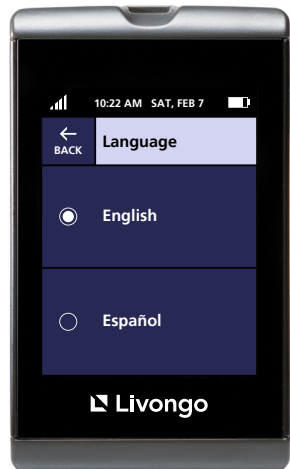 10:22 AM SAT, FEB 7
BACK
Language
English
Español
Livongo